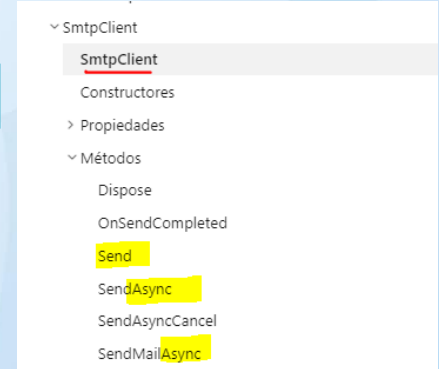 SmtpClient
SmtpClient
Constructores
Propiedades
Métodos
Dispose
OnSendCompleted
Send
SendAsync
SendAsyncCancel
SendMailAsync